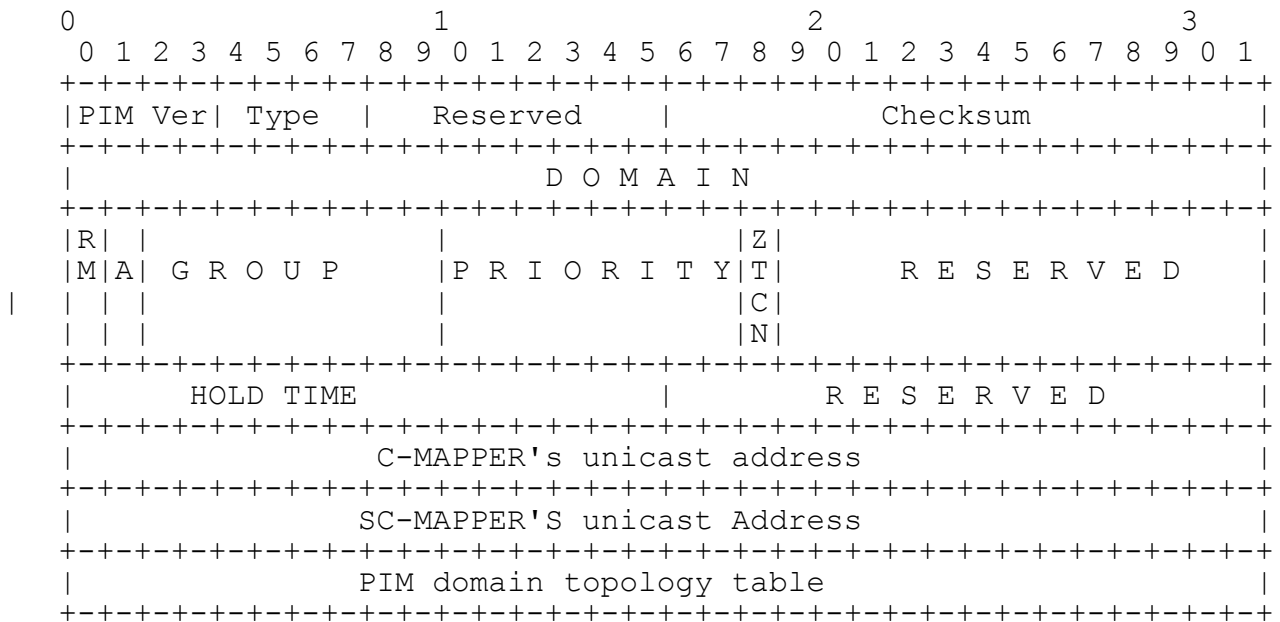 0                   1                   2                   3
     0 1 2 3 4 5 6 7 8 9 0 1 2 3 4 5 6 7 8 9 0 1 2 3 4 5 6 7 8 9 0 1
    +-+-+-+-+-+-+-+-+-+-+-+-+-+-+-+-+-+-+-+-+-+-+-+-+-+-+-+-+-+-+-+-+
    |PIM Ver| Type  |   Reserved    |           Checksum            |
    +-+-+-+-+-+-+-+-+-+-+-+-+-+-+-+-+-+-+-+-+-+-+-+-+-+-+-+-+-+-+-+-+
    |                         D O M A I N                           |
    +-+-+-+-+-+-+-+-+-+-+-+-+-+-+-+-+-+-+-+-+-+-+-+-+-+-+-+-+-+-+-+-+
    |R| |               |               |Z|                         |
    |M|A| G R O U P     |P R I O R I T Y|T|      R E S E R V E D    |
 |  | | |               |               |C|                         |
    | | |               |               |N|                         |
    +-+-+-+-+-+-+-+-+-+-+-+-+-+-+-+-+-+-+-+-+-+-+-+-+-+-+-+-+-+-+-+-+
    |      HOLD TIME                |        R E S E R V E D        |
    +-+-+-+-+-+-+-+-+-+-+-+-+-+-+-+-+-+-+-+-+-+-+-+-+-+-+-+-+-+-+-+-+
    |                C-MAPPER's unicast address                     |
    +-+-+-+-+-+-+-+-+-+-+-+-+-+-+-+-+-+-+-+-+-+-+-+-+-+-+-+-+-+-+-+-+
    |               SC-MAPPER'S unicast Address                     |
    +-+-+-+-+-+-+-+-+-+-+-+-+-+-+-+-+-+-+-+-+-+-+-+-+-+-+-+-+-+-+-+-+
    |               PIM domain topology table                       |
    +-+-+-+-+-+-+-+-+-+-+-+-+-+-+-+-+-+-+-+-+-+-+-+-+-+-+-+-+-+-+-+-+